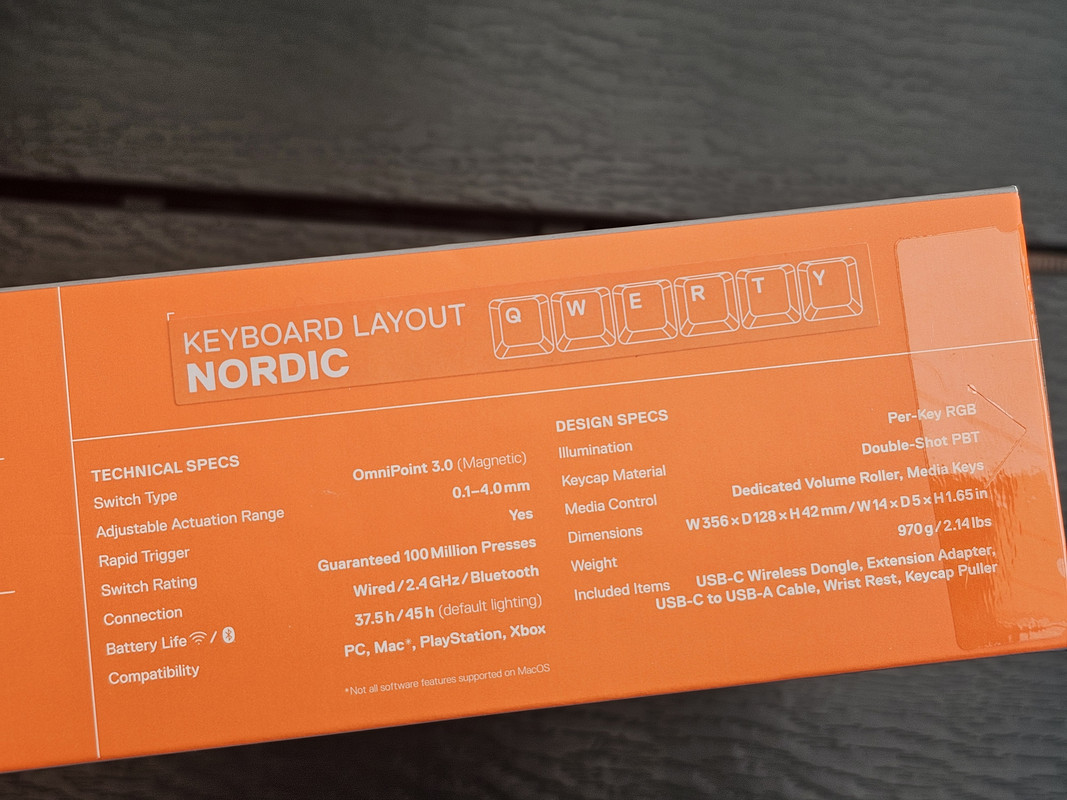 KEYBOARD LAYOUT
NORDIC
Q W E R T Y
TECHNICAL SPECS
Switch Type OmniPoint 3.0 (Magnetic)
Adjustable Actuation Range 0.1–4.0 mm
Rapid Trigger Yes
Switch Rating Guaranteed 100 Million Presses
Connection Wired / 2.4 GHz / Bluetooth
Battery Life / 37.5 h / 45 h (default lighting)
Compatibility PC, Mac*, PlayStation, Xbox
*Not all software features supported on MacOS
DESIGN SPECS
Illumination Per-Key RGB
Keycap Material Double-Shot PBT
Media Control Dedicated Volume Roller, Media Keys
Dimensions W 356 x D 128 x H 42 mm / W 14 x D 5 x H 1.65 in
Weight 970 g / 2.14 lbs
Included Items USB-C Wireless Dongle, Extension Adapter,
USB-C to USB-A Cable, Wrist Rest, Keycap Puller